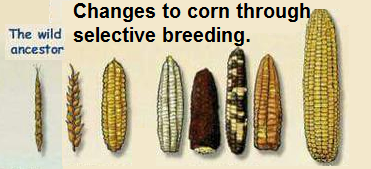 Changes to corn through
selective breeding.
The wild
ancestor